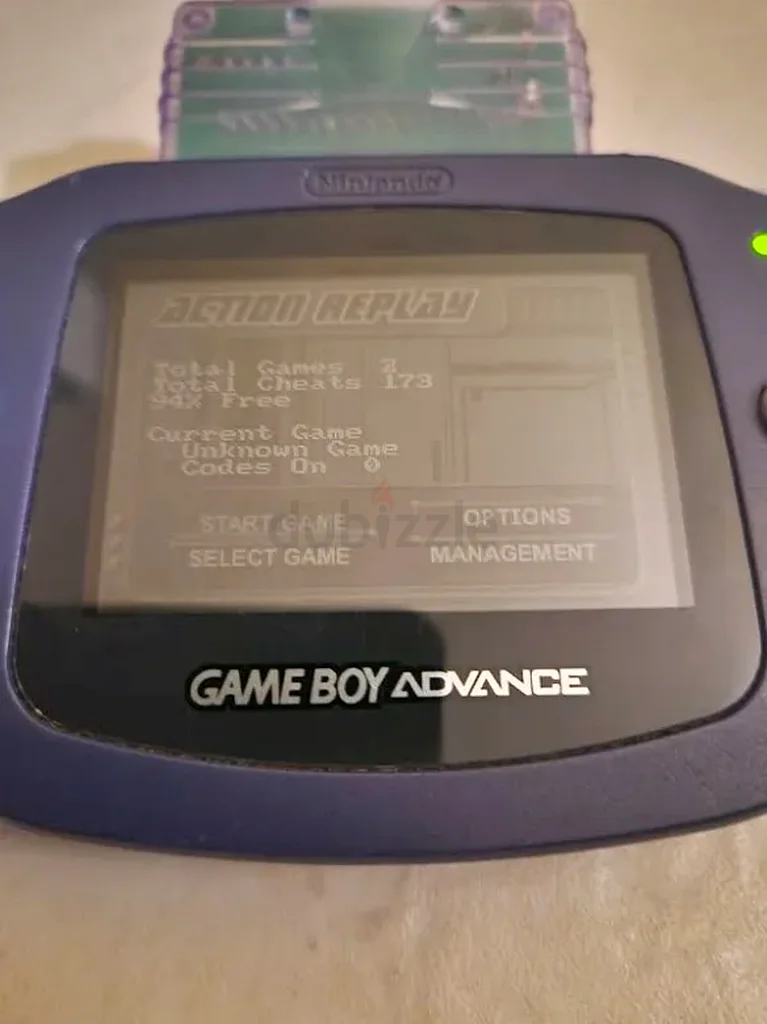 Nintendo
ACTION REPLAY
Total Games
Total Cheats 173
94% Free
Current Game
Unknown Game
Codes On 0
START GAME
OPTIONS
SELECT GAME
MANAGEMENT
dubizzle
GAME BOY ADVANCE